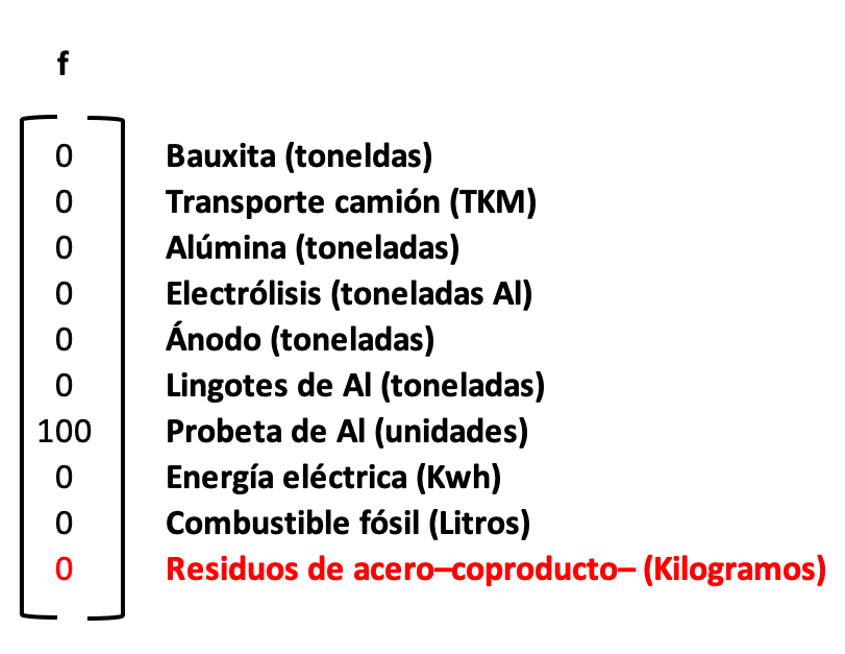 f
0 Bauxita (toneldas)
0 Transporte camión (TKM)
0 Alúmina (toneladas)
0 Electrólisis (toneladas Al)
0 Ánodo (toneladas)
0 Lingotes de Al (toneladas)
100 Probeta de Al (unidades)
0 Energía eléctrica (Kwh)
0 Combustible fósil (Litros)
0 Residuos de acero–coproducto– (Kilogramos)